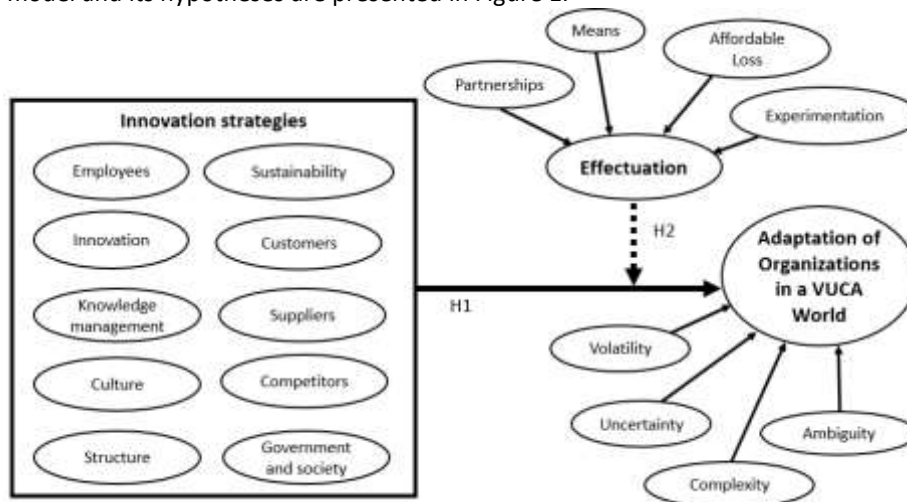 model and its hypotheses are presented in Figure 1.
Means
Affordable
Loss
Partnerships
Experimentation
Effectuation
Innovation strategies
Employees
Sustainability
Innovation
Customers
Knowledge
management
Suppliers
Culture
Competitors
Structure
Government
and society
H1
H2
Adaptation of
Organizations
in a VUCA
World
Volatility
Uncertainty
Complexity
Ambiguity